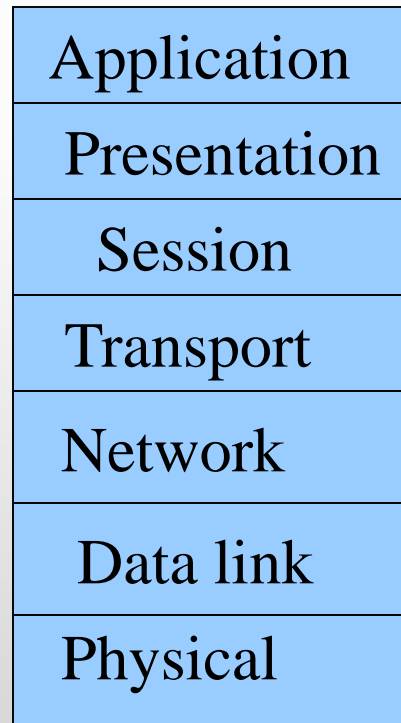 Application
Presentation
Session
Transport
Network
Data link
Physical